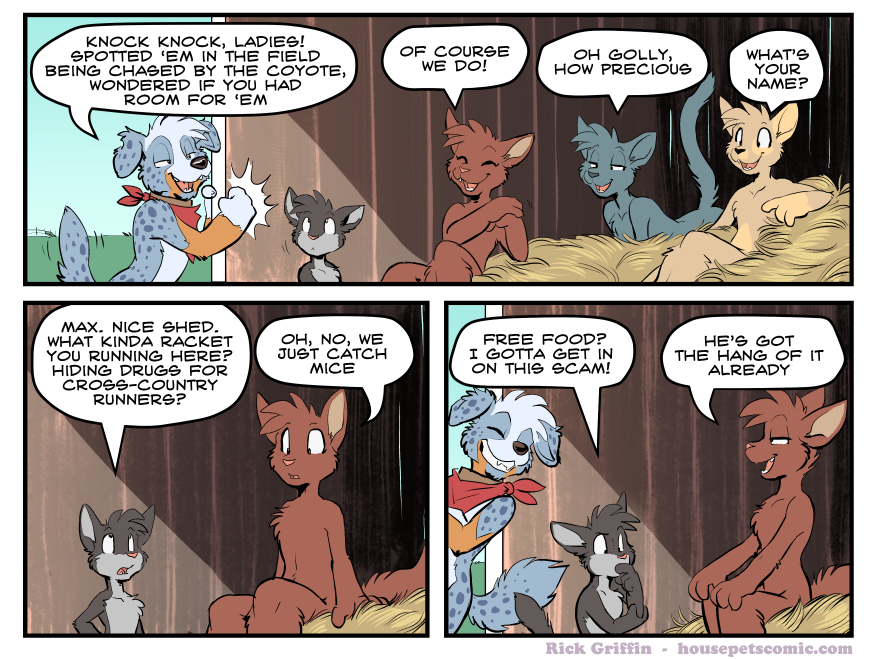 KNOCK KNOCK, LADIES!
SPOTTED 'EM IN THE FIELD
BEING CHASED BY THE COYOTE,
WONDERED IF YOU HAD
ROOM FOR 'EM
OF COURSE
WE DO!
OH GOLLY,
HOW PRECIOUS
WHAT'S
YOUR
NAME?
MAX. NICE SHED.
WHAT KINDA RACKET
YOU RUNNING HERE?
HIDING DRUGS FOR
CROSS-COUNTRY
RUNNERS?
OH, NO, WE
JUST CATCH
MICE
FREE FOOD?
I GOTTA GET IN
ON THIS SCAM!
HE'S GOT
THE HANG OF IT
ALREADY
Rick Griffin - housepetscomic.com